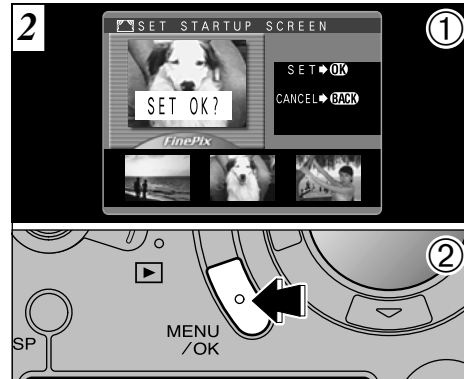 2
SET STARTUP SCREEN
①
SET OK?
SET➡OK
CANCEL➡BACK
FinePix
②
MENU
/OK
SP